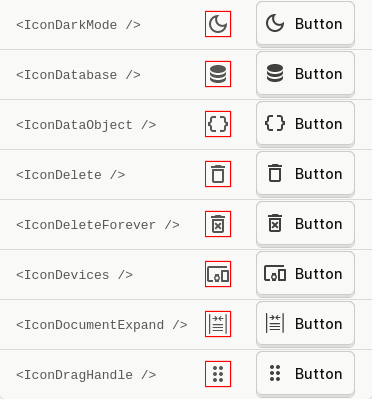 <IconDarkMode /> Button
<IconDatabase /> Button
<IconDataObject /> Button
<IconDelete /> Button
<IconDeleteForever /> Button
<IconDevices /> Button
<IconDocumentExpand /> Button
<IconDragHandle /> Button